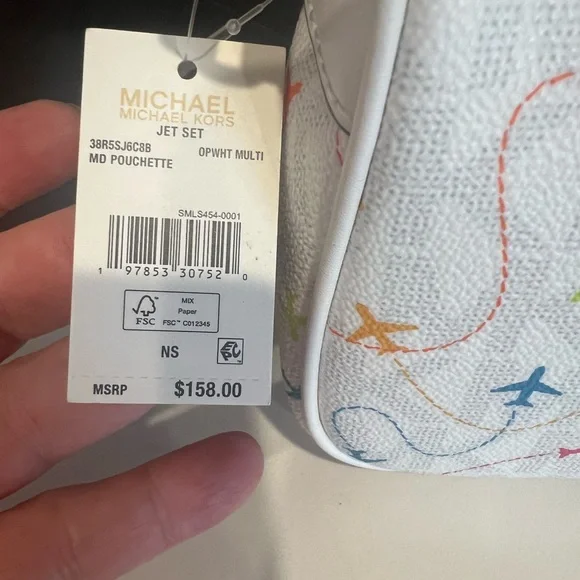 MICHAEL
MICHAEL KORS
JET SET
38R5SJ6C8B OPWHT MULTI
MD POUCHETTE
SMLS454-0001
1 97853 30752 0
FSC
MIX
Paper
FSC™ C012345
NS
MSRP $158.00